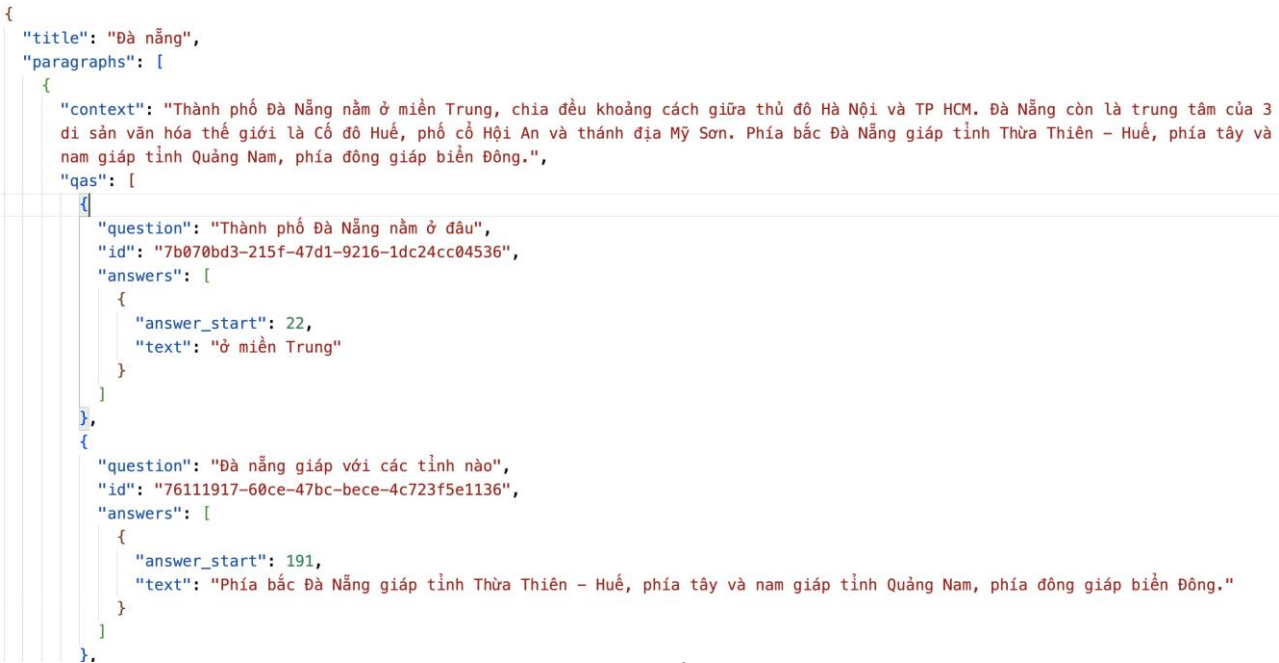 {
"title": "Đà nẵng",
"paragraphs": [
{
"context": "Thành phố Đà Nẵng nằm ở miền Trung, chia đều khoảng cách giữa thủ đô Hà Nội và TP HCM. Đà Nẵng còn là trung tâm của 3
di sản văn hóa thế giới là Cố đô Huế, phố cổ Hội An và thánh địa Mỹ Sơn. Phía bắc Đà Nẵng giáp tỉnh Thừa Thiên – Huế, phía tây và
nam giáp tỉnh Quảng Nam, phía đông giáp biển Đông.",
"qas": [
{
"question": "Thành phố Đà Nẵng nằm ở đâu",
"id": "7b070bd3-215f-47d1-9216-1dc24cc04536",
"answers": [
{
"answer_start": 22,
"text": "ở miền Trung"
}
]
},
{
"question": "Đà nẵng giáp với các tỉnh nào",
"id": "76111917-60ce-47bc-bece-4c723f5e1136",
"answers": [
{
"answer_start": 191,
"text": "Phía bắc Đà Nẵng giáp tỉnh Thừa Thiên – Huế, phía tây và nam giáp tỉnh Quảng Nam, phía đông giáp biển Đông."
}
]
},